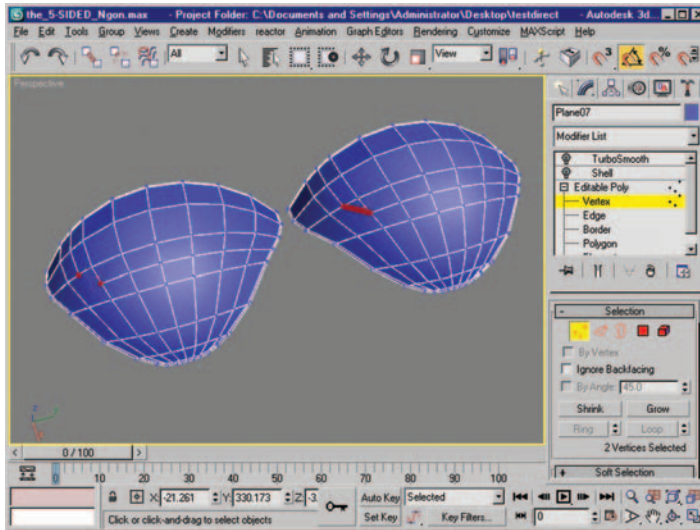 the_5-SIDED_Ngon.max - Project Folder: C:\Documents and Settings\Administrator\Desktop\testdirect - Autodesk 3d...
File Edit Tools Group Views Create Modifiers reactor Animation Graph Editors Rendering Customize MAXScript Help
All View 3 %
Perspective
Plane07
Modifier List
TurboSmooth
Shell
Editable Poly
Vertex
Edge
Border
Polygon
- Selection
By Vertex
Ignore Backfacing
By Angle: 45.0
Shrink Grow
Ring Loop
2 Vertices Selected
+ Soft Selection
z
< 0 / 100 >
0 10 20 30 40 50 60 70 80 90 100
X: -21.261 Y: 330.173 Z: -3. Auto Key Selected
Click or click-and-drag to select objects Set Key Key Filters... 0